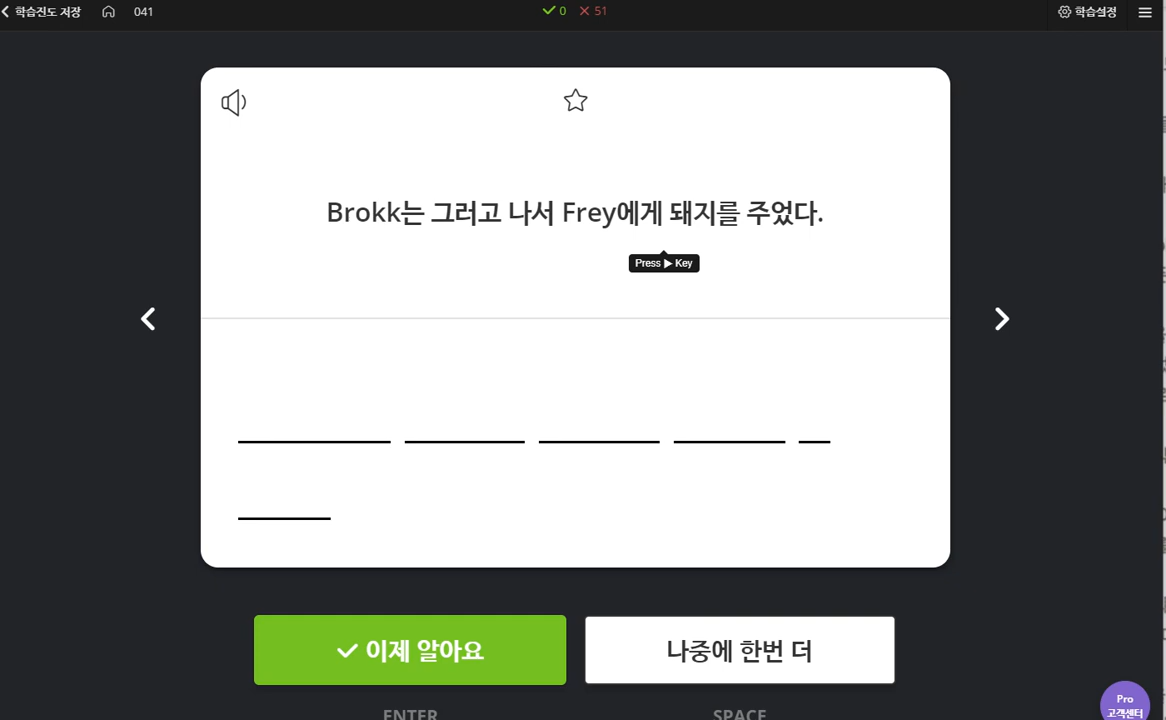 학습진도 저장 041 0 51 학습설정
Brokk는 그러고 나서 Frey에게 돼지를 주었다.
Press ▶ Key
이제 알아요 나중에 한번 더
Pro
고객센터
ENTER SPACE